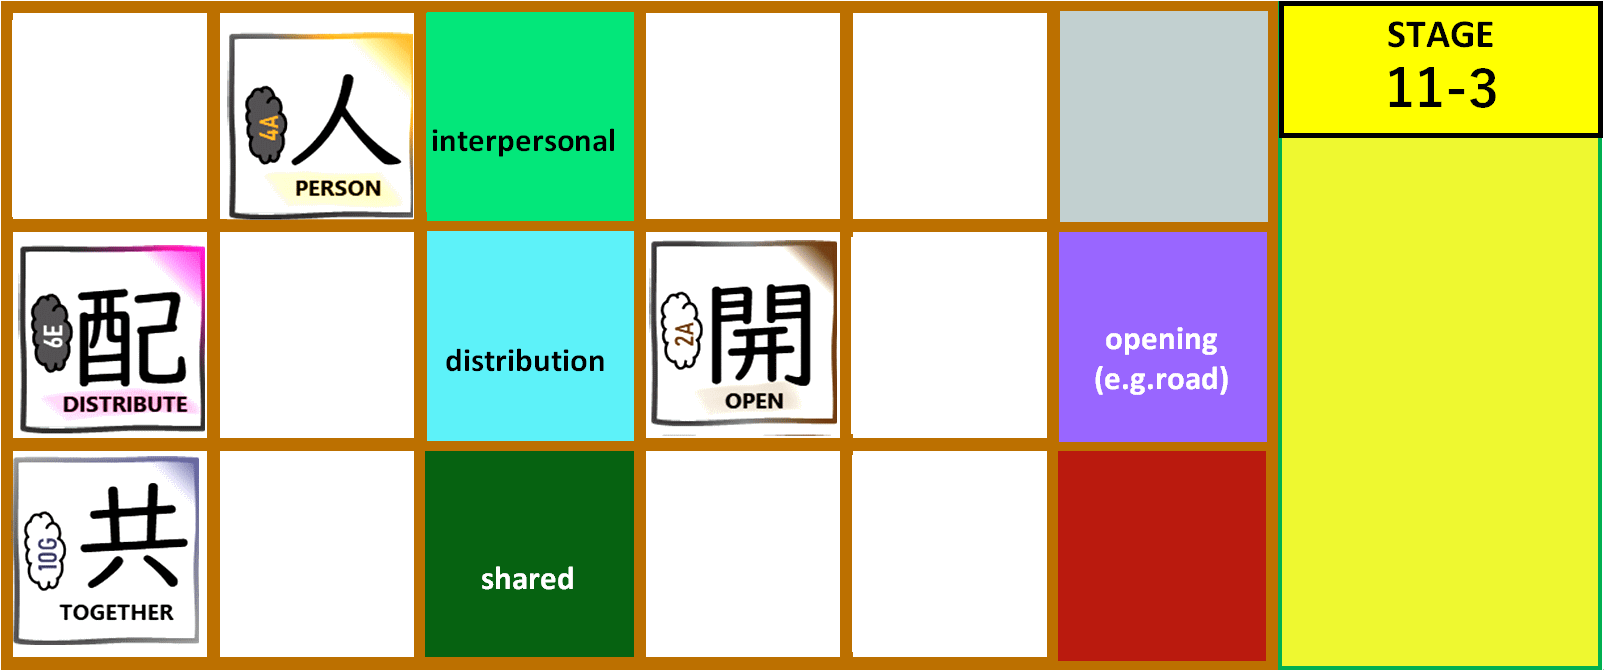 4A
人
PERSON
interpersonal
STAGE
11-3
6E
配
DISTRIBUTE
distribution
2A
開
OPEN
opening
(e.g.road)
10G
共
TOGETHER
shared